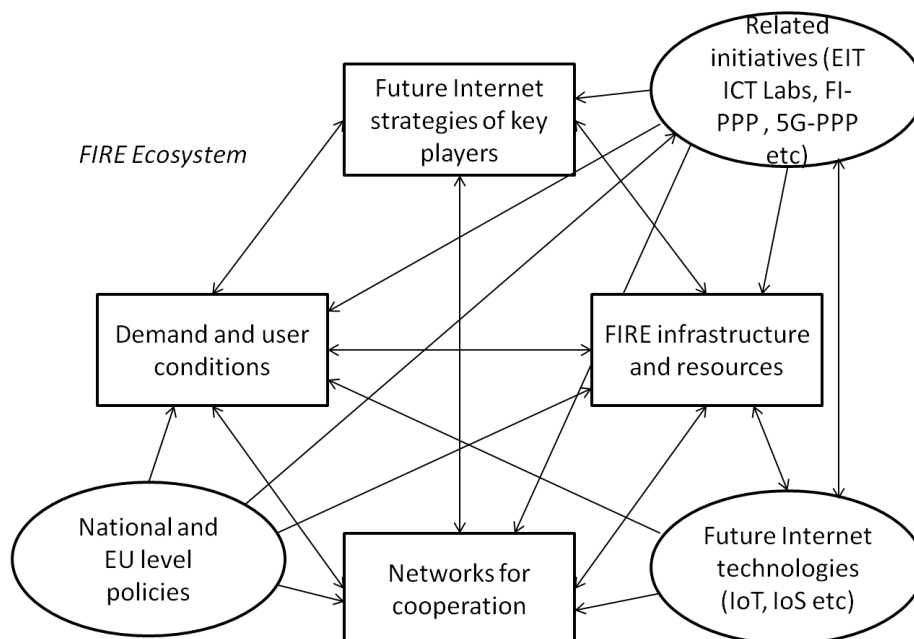 Related
initiatives (EIT
ICT Labs, FI-
PPP , 5G-PPP
etc)
Future Internet
strategies of key
players
FIRE Ecosystem
Demand and user
conditions
FIRE infrastructure
and resources
National and
EU level
policies
Networks for
cooperation
Future Internet
technologies
(IoT, IoS etc)